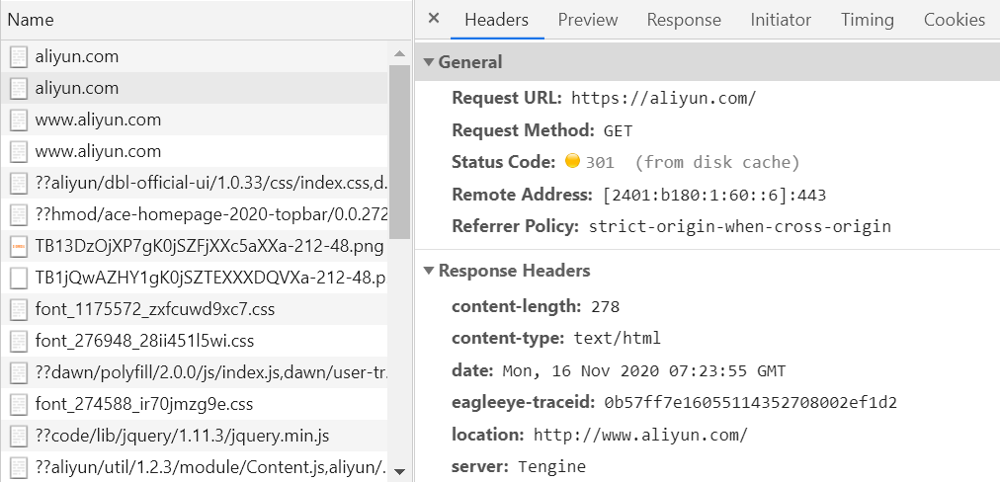 Name
aliyun.com
aliyun.com
www.aliyun.com
www.aliyun.com
??aliyun/dbl-official-ui/1.0.33/css/index.css,d.
??hmod/ace-homepage-2020-topbar/0.0.272
TB13DzOjXP7gK0jSZFjXXc5aXXa-212-48.png
TB1jQwAZHY1gK0jSZTEXXXDQVXa-212-48.p
font_1175572_zxfcuwd9xc7.css
font_276948_28ii451l5wi.css
??dawn/polyfill/2.0.0/js/index.js,dawn/user-tr.
font_274588_ir70jmzg9e.css
??code/lib/jquery/1.11.3/jquery.min.js
??aliyun/util/1.2.3/module/Content.js,aliyun/.
× Headers Preview Response Initiator Timing Cookies
General
Request URL: https://aliyun.com/
Request Method: GET
Status Code: 301 (from disk cache)
Remote Address: [2401:b180:1:60::6]:443
Referrer Policy: strict-origin-when-cross-origin
Response Headers
content-length: 278
content-type: text/html
date: Mon, 16 Nov 2020 07:23:55 GMT
eagleeye-traceid: 0b57ff7e16055114352708002ef1d2
location: http://www.aliyun.com/
server: Tengine